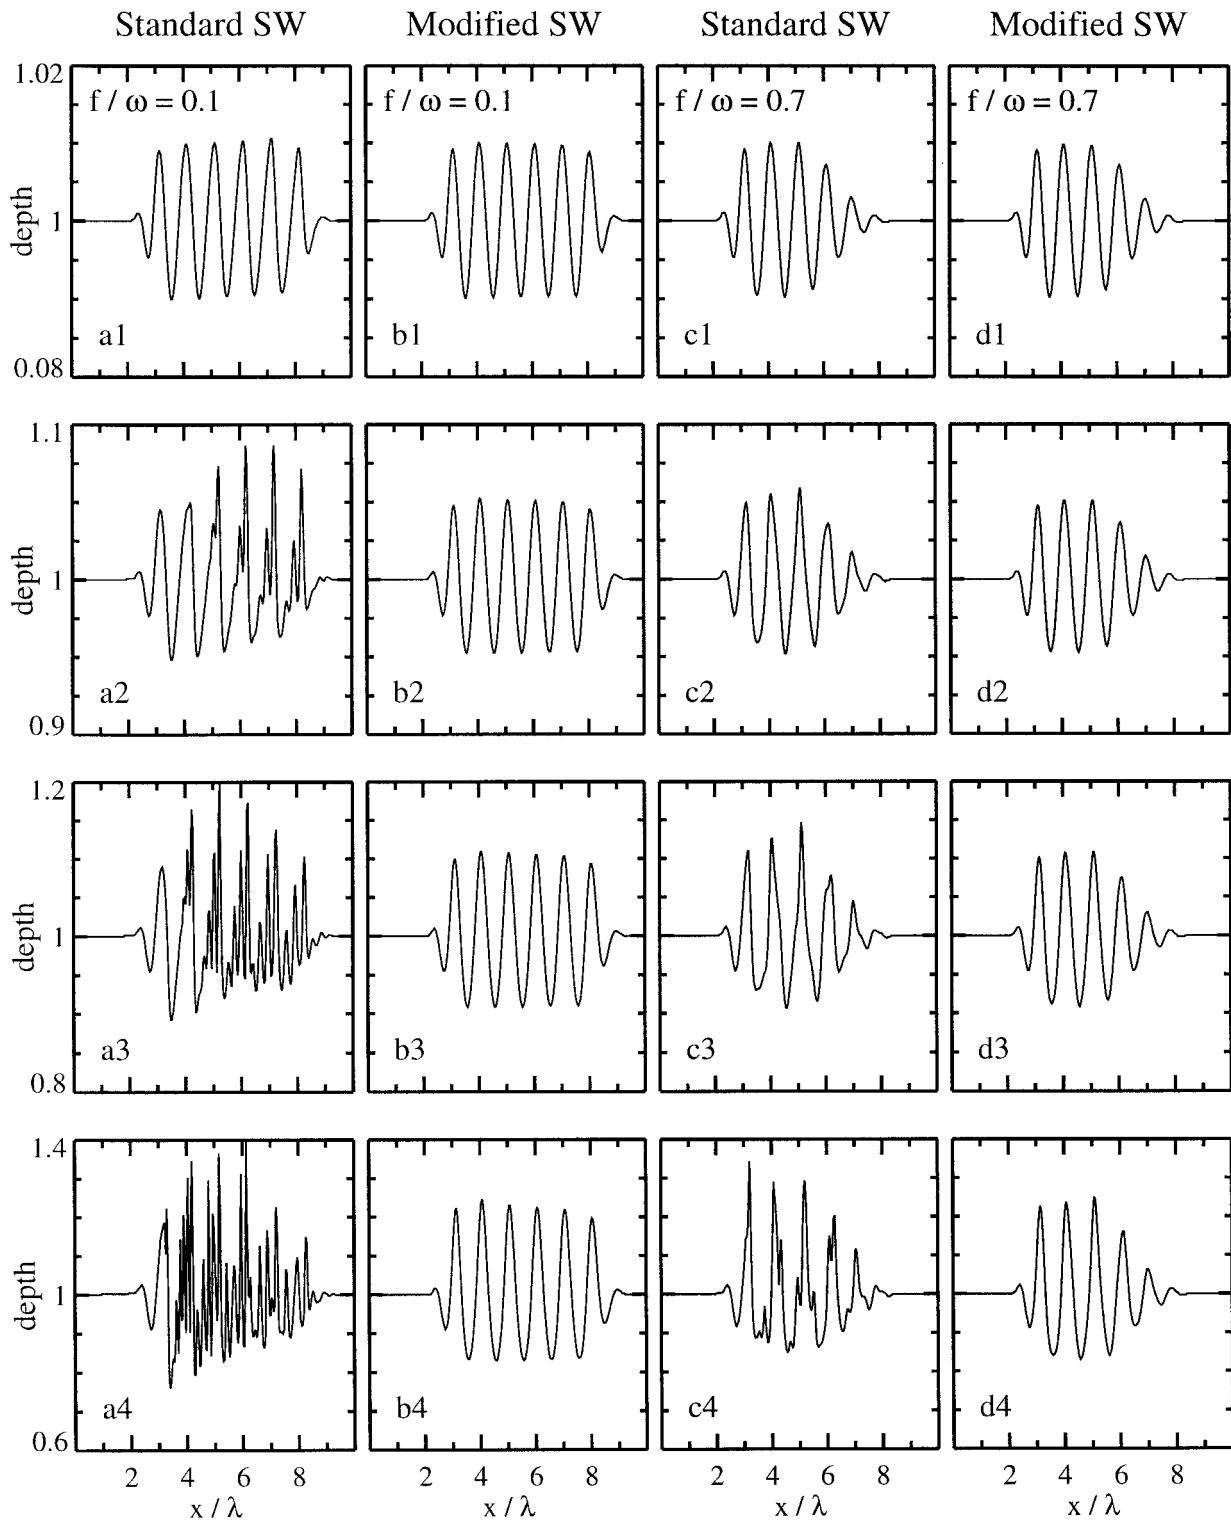 Standard SW Modified SW Standard SW Modified SW
1.02
f / ω = 0.1 f / ω = 0.1 f / ω = 0.7 f / ω = 0.7
depth
1
a1 b1 c1 d1
0.08
1.1
depth
1
a2 b2 c2 d2
0.9
1.2
depth
1
a3 b3 c3 d3
0.8
1.4
depth
1
a4 b4 c4 d4
0.6
2 4 6 8 2 4 6 8 2 4 6 8 2 4 6 8
x / λ x / λ x / λ x / λ